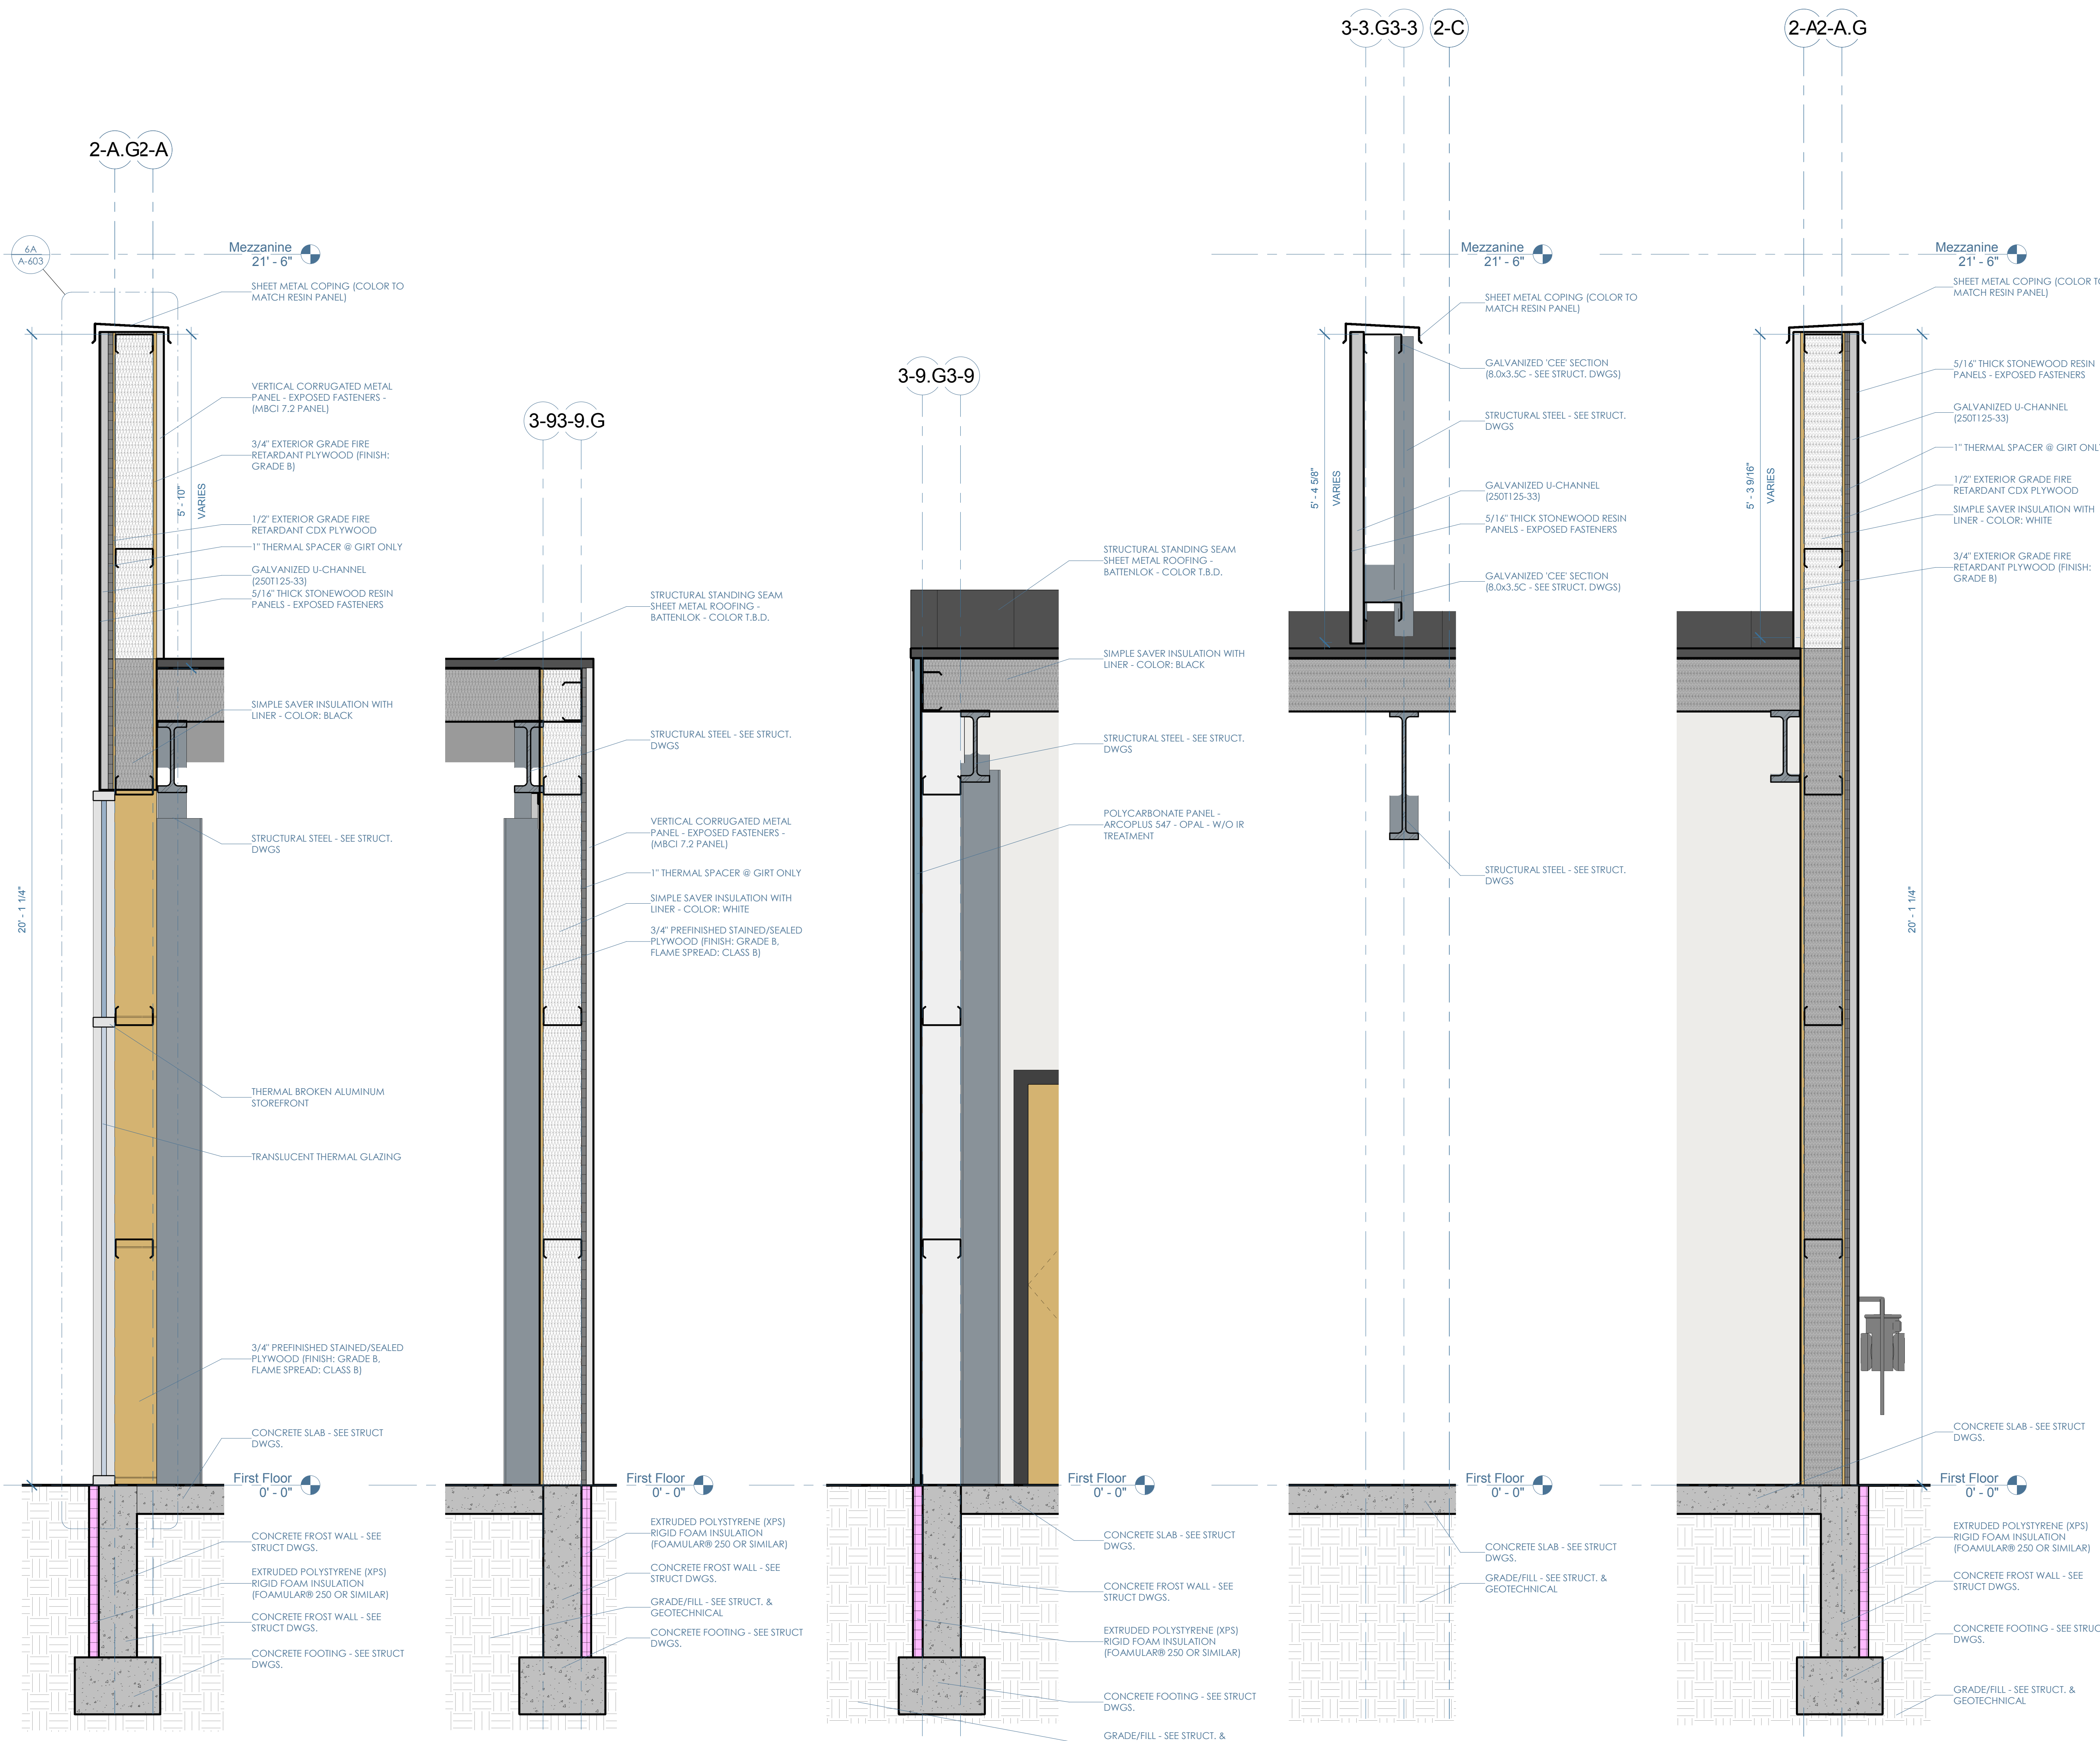 2-A.G
2-A
6A
A-603
Mezzanine
21' - 6"
SHEET METAL COPING (COLOR TO
MATCH RESIN PANEL)
VERTICAL CORRUGATED METAL
PANEL - EXPOSED FASTENERS -
(MBCI 7.2 PANEL)
3/4" EXTERIOR GRADE FIRE
RETARDANT PLYWOOD (FINISH:
GRADE B)
5' - 10"
VARIES
1/2" EXTERIOR GRADE FIRE
RETARDANT CDX PLYWOOD
1" THERMAL SPACER @ GIRT ONLY
GALVANIZED U-CHANNEL
(250T125-33)
5/16" THICK STONEWOOD RESIN
PANELS - EXPOSED FASTENERS
SIMPLE SAVER INSULATION WITH
LINER - COLOR: BLACK
STRUCTURAL STEEL - SEE STRUCT.
DWGS
20' - 1 1/4"
THERMAL BROKEN ALUMINUM
STOREFRONT
TRANSLUCENT THERMAL GLAZING
3/4" PREFINISHED STAINED/SEALED
PLYWOOD (FINISH: GRADE B,
FLAME SPREAD: CLASS B)
CONCRETE SLAB - SEE STRUCT
DWGS.
First Floor
0' - 0"
CONCRETE FROST WALL - SEE
STRUCT DWGS.
EXTRUDED POLYSTYRENE (XPS)
RIGID FOAM INSULATION
(FOAMULAR® 250 OR SIMILAR)
CONCRETE FROST WALL - SEE
STRUCT DWGS.
CONCRETE FOOTING - SEE STRUCT
DWGS.
3-9
3-9.G
STRUCTURAL STANDING SEAM
SHEET METAL ROOFING -
BATTENLOK - COLOR T.B.D.
STRUCTURAL STEEL - SEE STRUCT.
DWGS
VERTICAL CORRUGATED METAL
PANEL - EXPOSED FASTENERS -
(MBCI 7.2 PANEL)
1" THERMAL SPACER @ GIRT ONLY
SIMPLE SAVER INSULATION WITH
LINER - COLOR: WHITE
3/4" PREFINISHED STAINED/SEALED
PLYWOOD (FINISH: GRADE B,
FLAME SPREAD: CLASS B)
First Floor
0' - 0"
EXTRUDED POLYSTYRENE (XPS)
RIGID FOAM INSULATION
(FOAMULAR® 250 OR SIMILAR)
CONCRETE FROST WALL - SEE
STRUCT DWGS.
GRADE/FILL - SEE STRUCT. &
GEOTECHNICAL
CONCRETE FOOTING - SEE STRUCT
DWGS.
3-9.G
3-9
STRUCTURAL STANDING SEAM
SHEET METAL ROOFING -
BATTENLOK - COLOR T.B.D.
SIMPLE SAVER INSULATION WITH
LINER - COLOR: BLACK
STRUCTURAL STEEL - SEE STRUCT.
DWGS
POLYCARBONATE PANEL -
ARCOPLUS 547 - OPAL - W/O IR
TREATMENT
First Floor
0' - 0"
CONCRETE SLAB - SEE STRUCT
DWGS.
CONCRETE FROST WALL - SEE
STRUCT DWGS.
EXTRUDED POLYSTYRENE (XPS)
RIGID FOAM INSULATION
(FOAMULAR® 250 OR SIMILAR)
CONCRETE FOOTING - SEE STRUCT
DWGS.
GRADE/FILL - SEE STRUCT. &
3-3.G
3-3
2-C
Mezzanine
21' - 6"
SHEET METAL COPING (COLOR TO
MATCH RESIN PANEL)
GALVANIZED 'CEE' SECTION
(8.0x3.5C - SEE STRUCT. DWGS)
STRUCTURAL STEEL - SEE STRUCT.
DWGS
5' - 4 5/8"
VARIES
GALVANIZED U-CHANNEL
(250T125-33)
5/16" THICK STONEWOOD RESIN
PANELS - EXPOSED FASTENERS
GALVANIZED 'CEE' SECTION
(8.0x3.5C - SEE STRUCT. DWGS)
STRUCTURAL STEEL - SEE STRUCT.
DWGS
First Floor
0' - 0"
CONCRETE SLAB - SEE STRUCT
DWGS.
GRADE/FILL - SEE STRUCT. &
GEOTECHNICAL
2-A
2-A.G
Mezzanine
21' - 6"
SHEET METAL COPING (COLOR TO
MATCH RESIN PANEL)
5/16" THICK STONEWOOD RESIN
PANELS - EXPOSED FASTENERS
GALVANIZED U-CHANNEL
(250T125-33)
1" THERMAL SPACER @ GIRT ONLY
5' - 3 9/16"
VARIES
1/2" EXTERIOR GRADE FIRE
RETARDANT CDX PLYWOOD
SIMPLE SAVER INSULATION WITH
LINER - COLOR: WHITE
3/4" EXTERIOR GRADE FIRE
RETARDANT PLYWOOD (FINISH:
GRADE B)
20' - 1 1/4"
CONCRETE SLAB - SEE STRUCT
DWGS.
First Floor
0' - 0"
EXTRUDED POLYSTYRENE (XPS)
RIGID FOAM INSULATION
(FOAMULAR® 250 OR SIMILAR)
CONCRETE FROST WALL - SEE
STRUCT DWGS.
CONCRETE FOOTING - SEE STRUC
DWGS.
GRADE/FILL - SEE STRUCT. &
GEOTECHNICAL